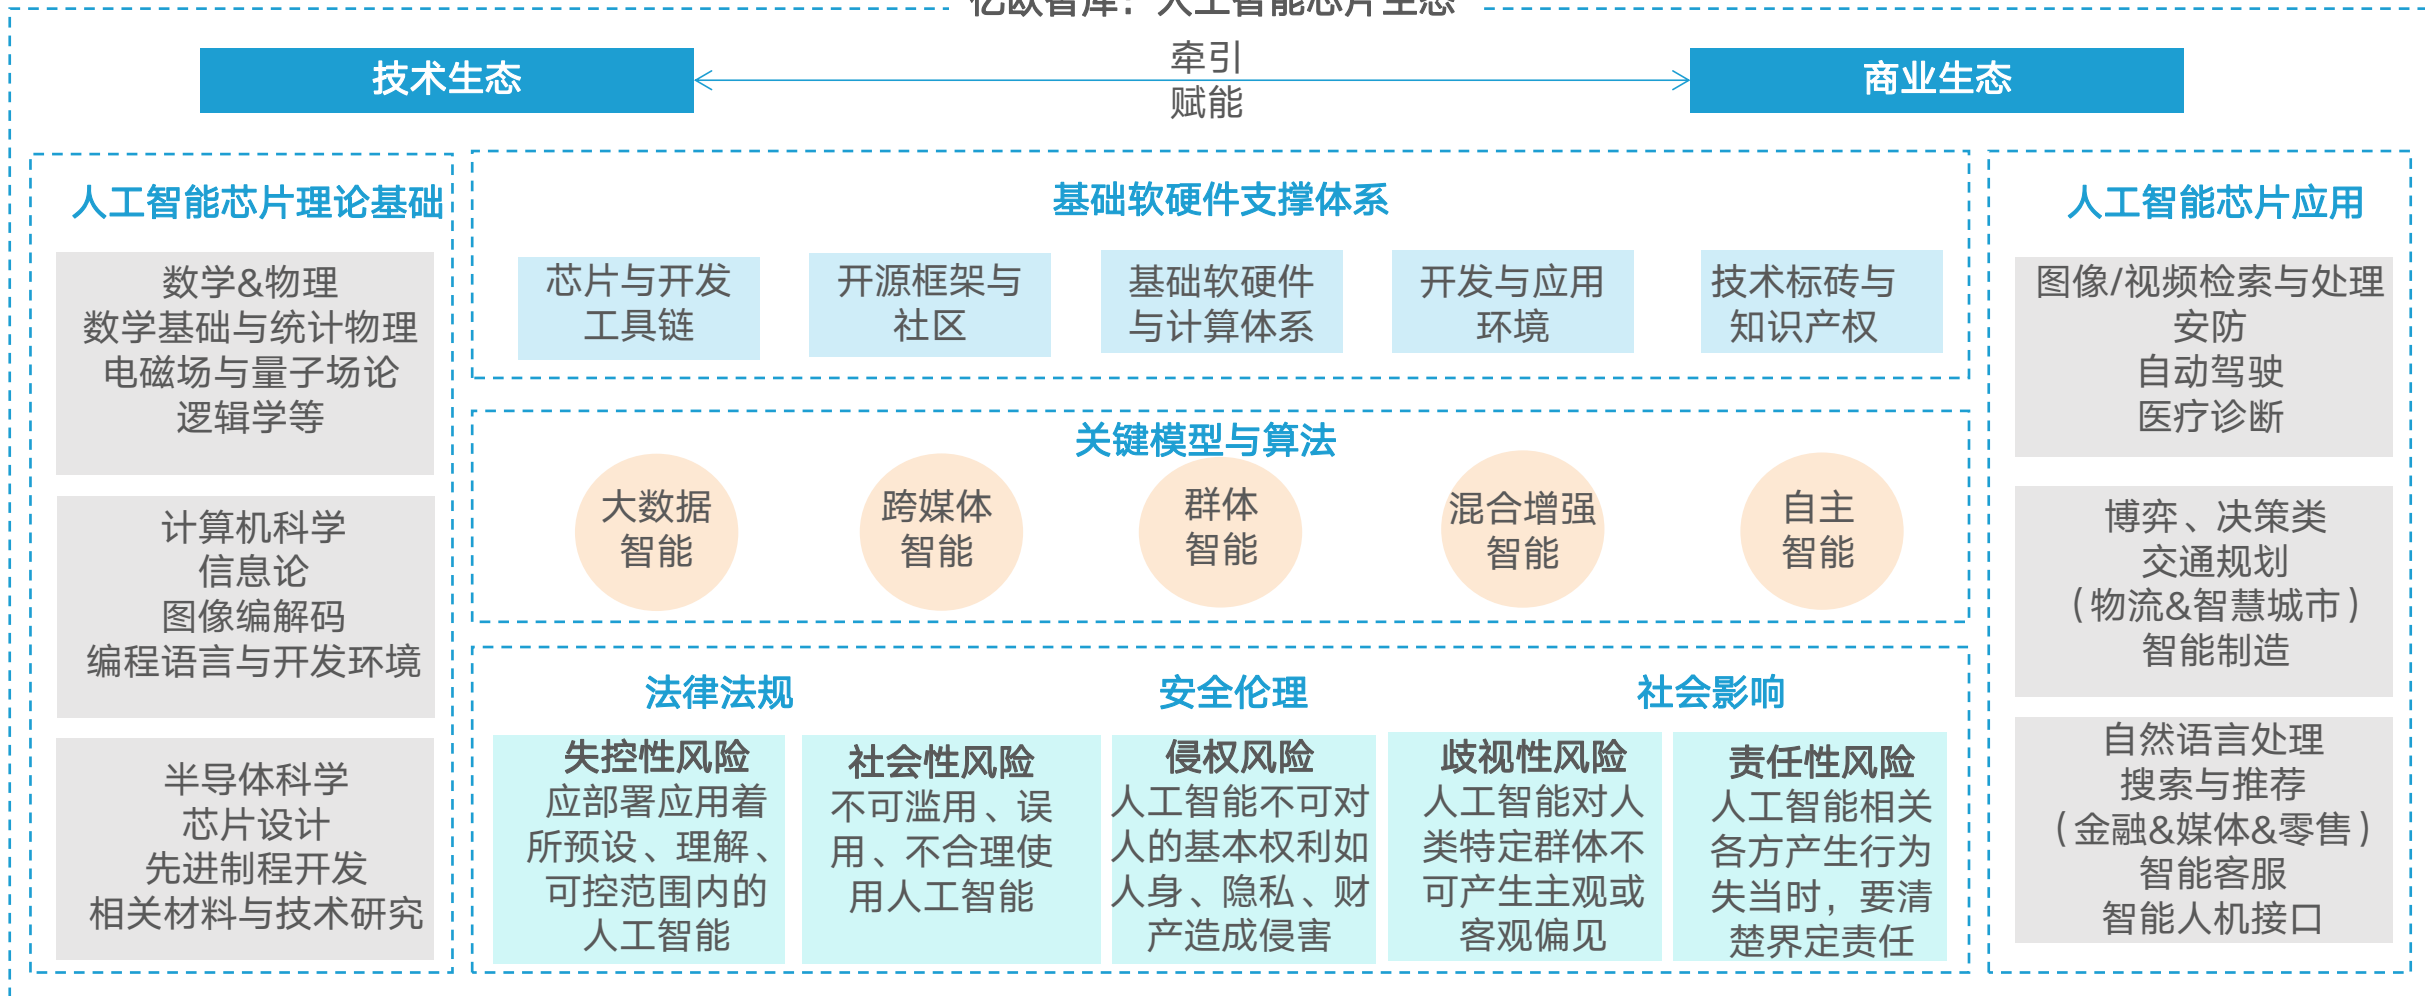 亿欧智库：人工智能芯片生态
技术生态
牵引
赋能
商业生态
人工智能芯片理论基础
数学&物理
数学基础与统计物理
电磁场与量子场论
逻辑学等
计算机科学
信息论
图像编解码
编程语言与开发环境
半导体科学
芯片设计
先进制程开发
相关材料与技术研究
基础软硬件支撑体系
芯片与开发
工具链
开源框架与
社区
基础软硬件
与计算体系
开发与应用
环境
技术标砖与
知识产权
关键模型与算法
大数据
智能
跨媒体
智能
群体
智能
混合增强
智能
自主
智能
法律法规
安全伦理
社会影响
失控性风险
应部署应用着
所预设、理解、
可控范围内的
人工智能
社会性风险
不可滥用、误
用、不合理使
用人工智能
侵权风险
人工智能不可对
人的基本权利如
人身、隐私、财
产造成侵害
歧视性风险
人工智能对人
类特定群体不
可产生主观或
客观偏见
责任性风险
人工智能相关
各方产生行为
失当时，要清
楚界定责任
人工智能芯片应用
图像/视频检索与处理
安防
自动驾驶
医疗诊断
博弈、决策类
交通规划
（物流&智慧城市）
智能制造
自然语言处理
搜索与推荐
（金融&媒体&零售）
智能客服
智能人机接口